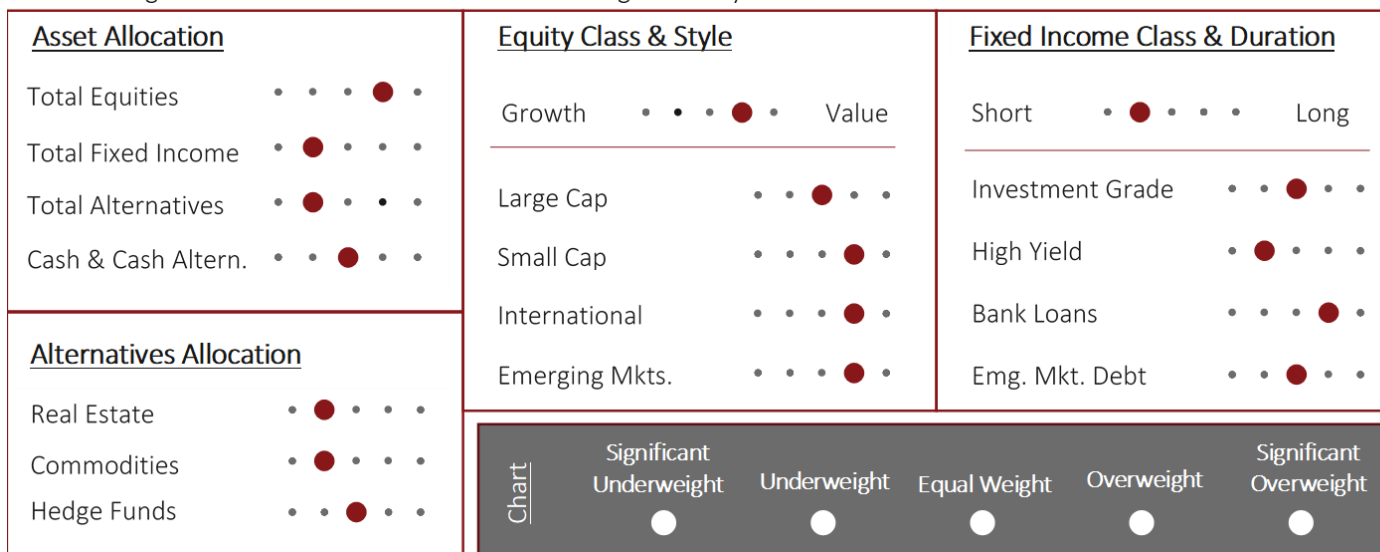 Asset Allocation
Total Equities
Total Fixed Income
Total Alternatives
Cash & Cash Altern.
Alternatives Allocation
Real Estate
Commodities
Hedge Funds
Equity Class & Style
Growth Value
Large Cap
Small Cap
International
Emerging Mkts.
Fixed Income Class & Duration
Short Long
Investment Grade
High Yield
Bank Loans
Emg. Mkt. Debt
Chart
Significant
Underweight
Underweight
Equal Weight
Overweight
Significant
Overweight